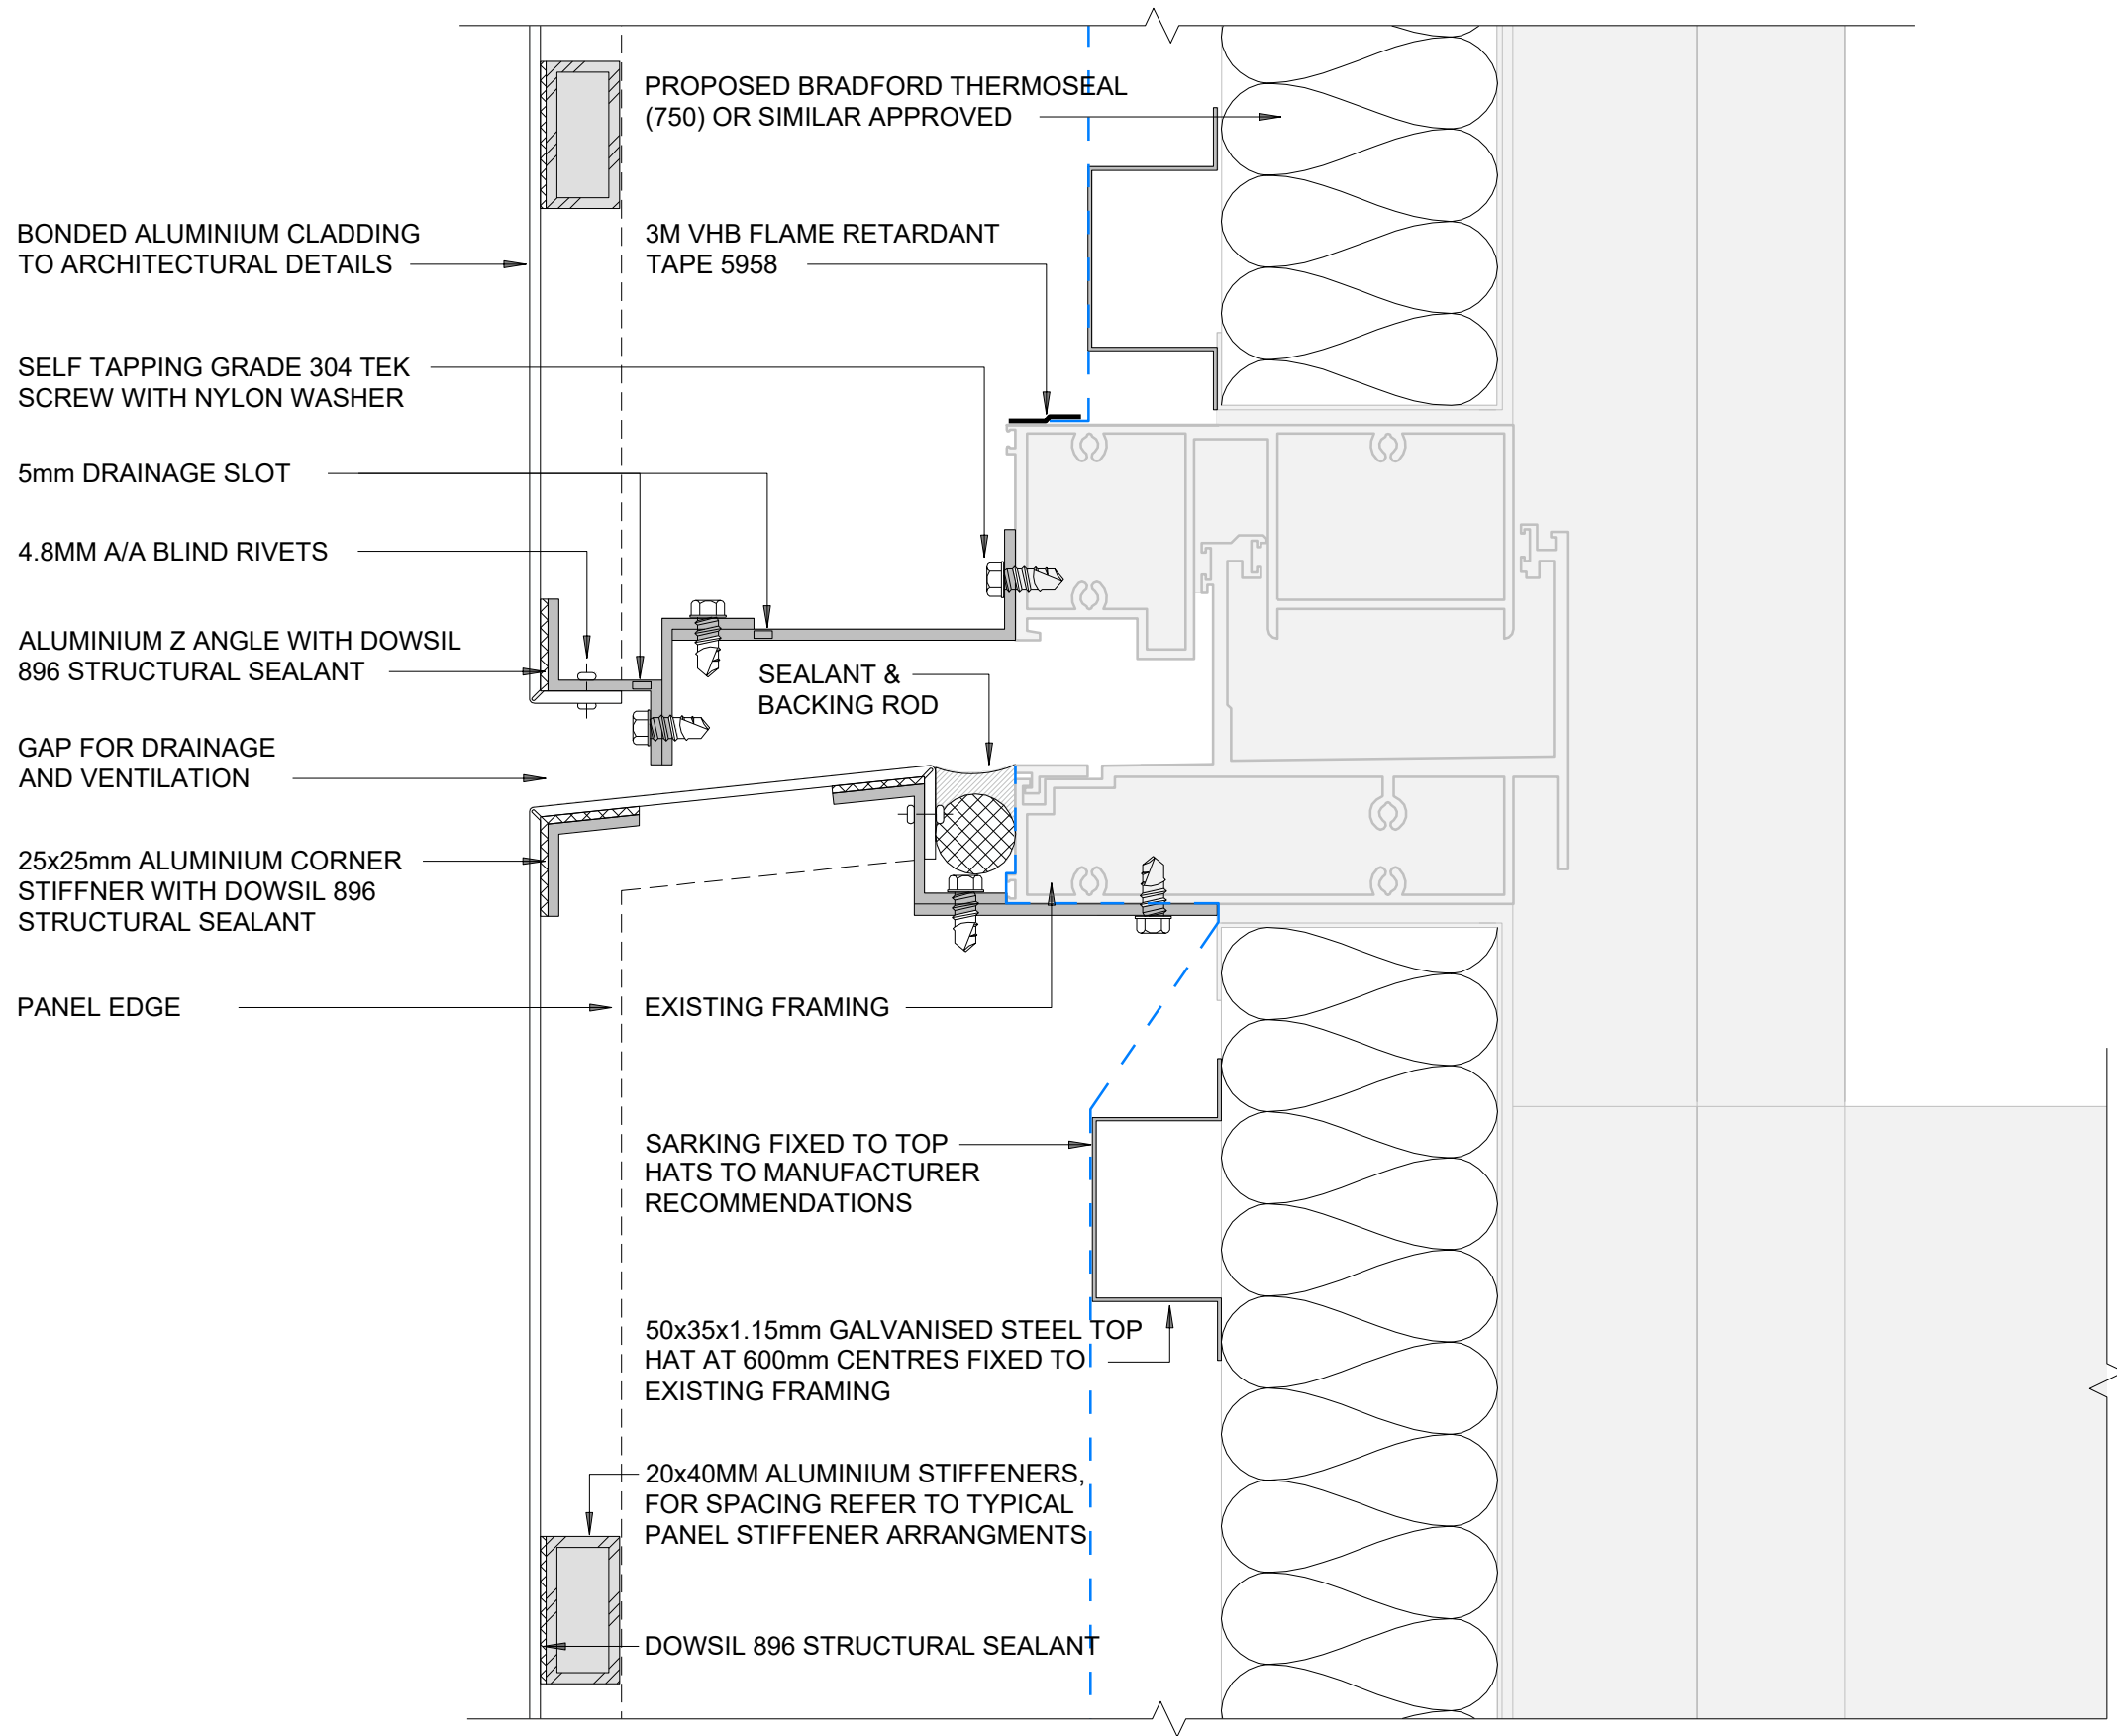 PROPOSED BRADFORD THERMOSEAL
(750) OR SIMILAR APPROVED
BONDED ALUMINIUM CLADDING
TO ARCHITECTURAL DETAILS
3M VHB FLAME RETARDANT
TAPE 5958
SELF TAPPING GRADE 304 TEK
SCREW WITH NYLON WASHER
5mm DRAINAGE SLOT
4.8MM A/A BLIND RIVETS
ALUMINIUM Z ANGLE WITH DOWSIL
896 STRUCTURAL SEALANT
SEALANT &
BACKING ROD
GAP FOR DRAINAGE
AND VENTILATION
25x25mm ALUMINIUM CORNER
STIFFNER WITH DOWSIL 896
STRUCTURAL SEALANT
PANEL EDGE
EXISTING FRAMING
SARKING FIXED TO TOP
HATS TO MANUFACTURER
RECOMMENDATIONS
50x35x1.15mm GALVANISED STEEL TOP
HAT AT 600mm CENTRES FIXED TO
EXISTING FRAMING
20x40MM ALUMINIUM STIFFENERS,
FOR SPACING REFER TO TYPICAL
PANEL STIFFENER ARRANGMENTS
DOWSIL 896 STRUCTURAL SEALANT